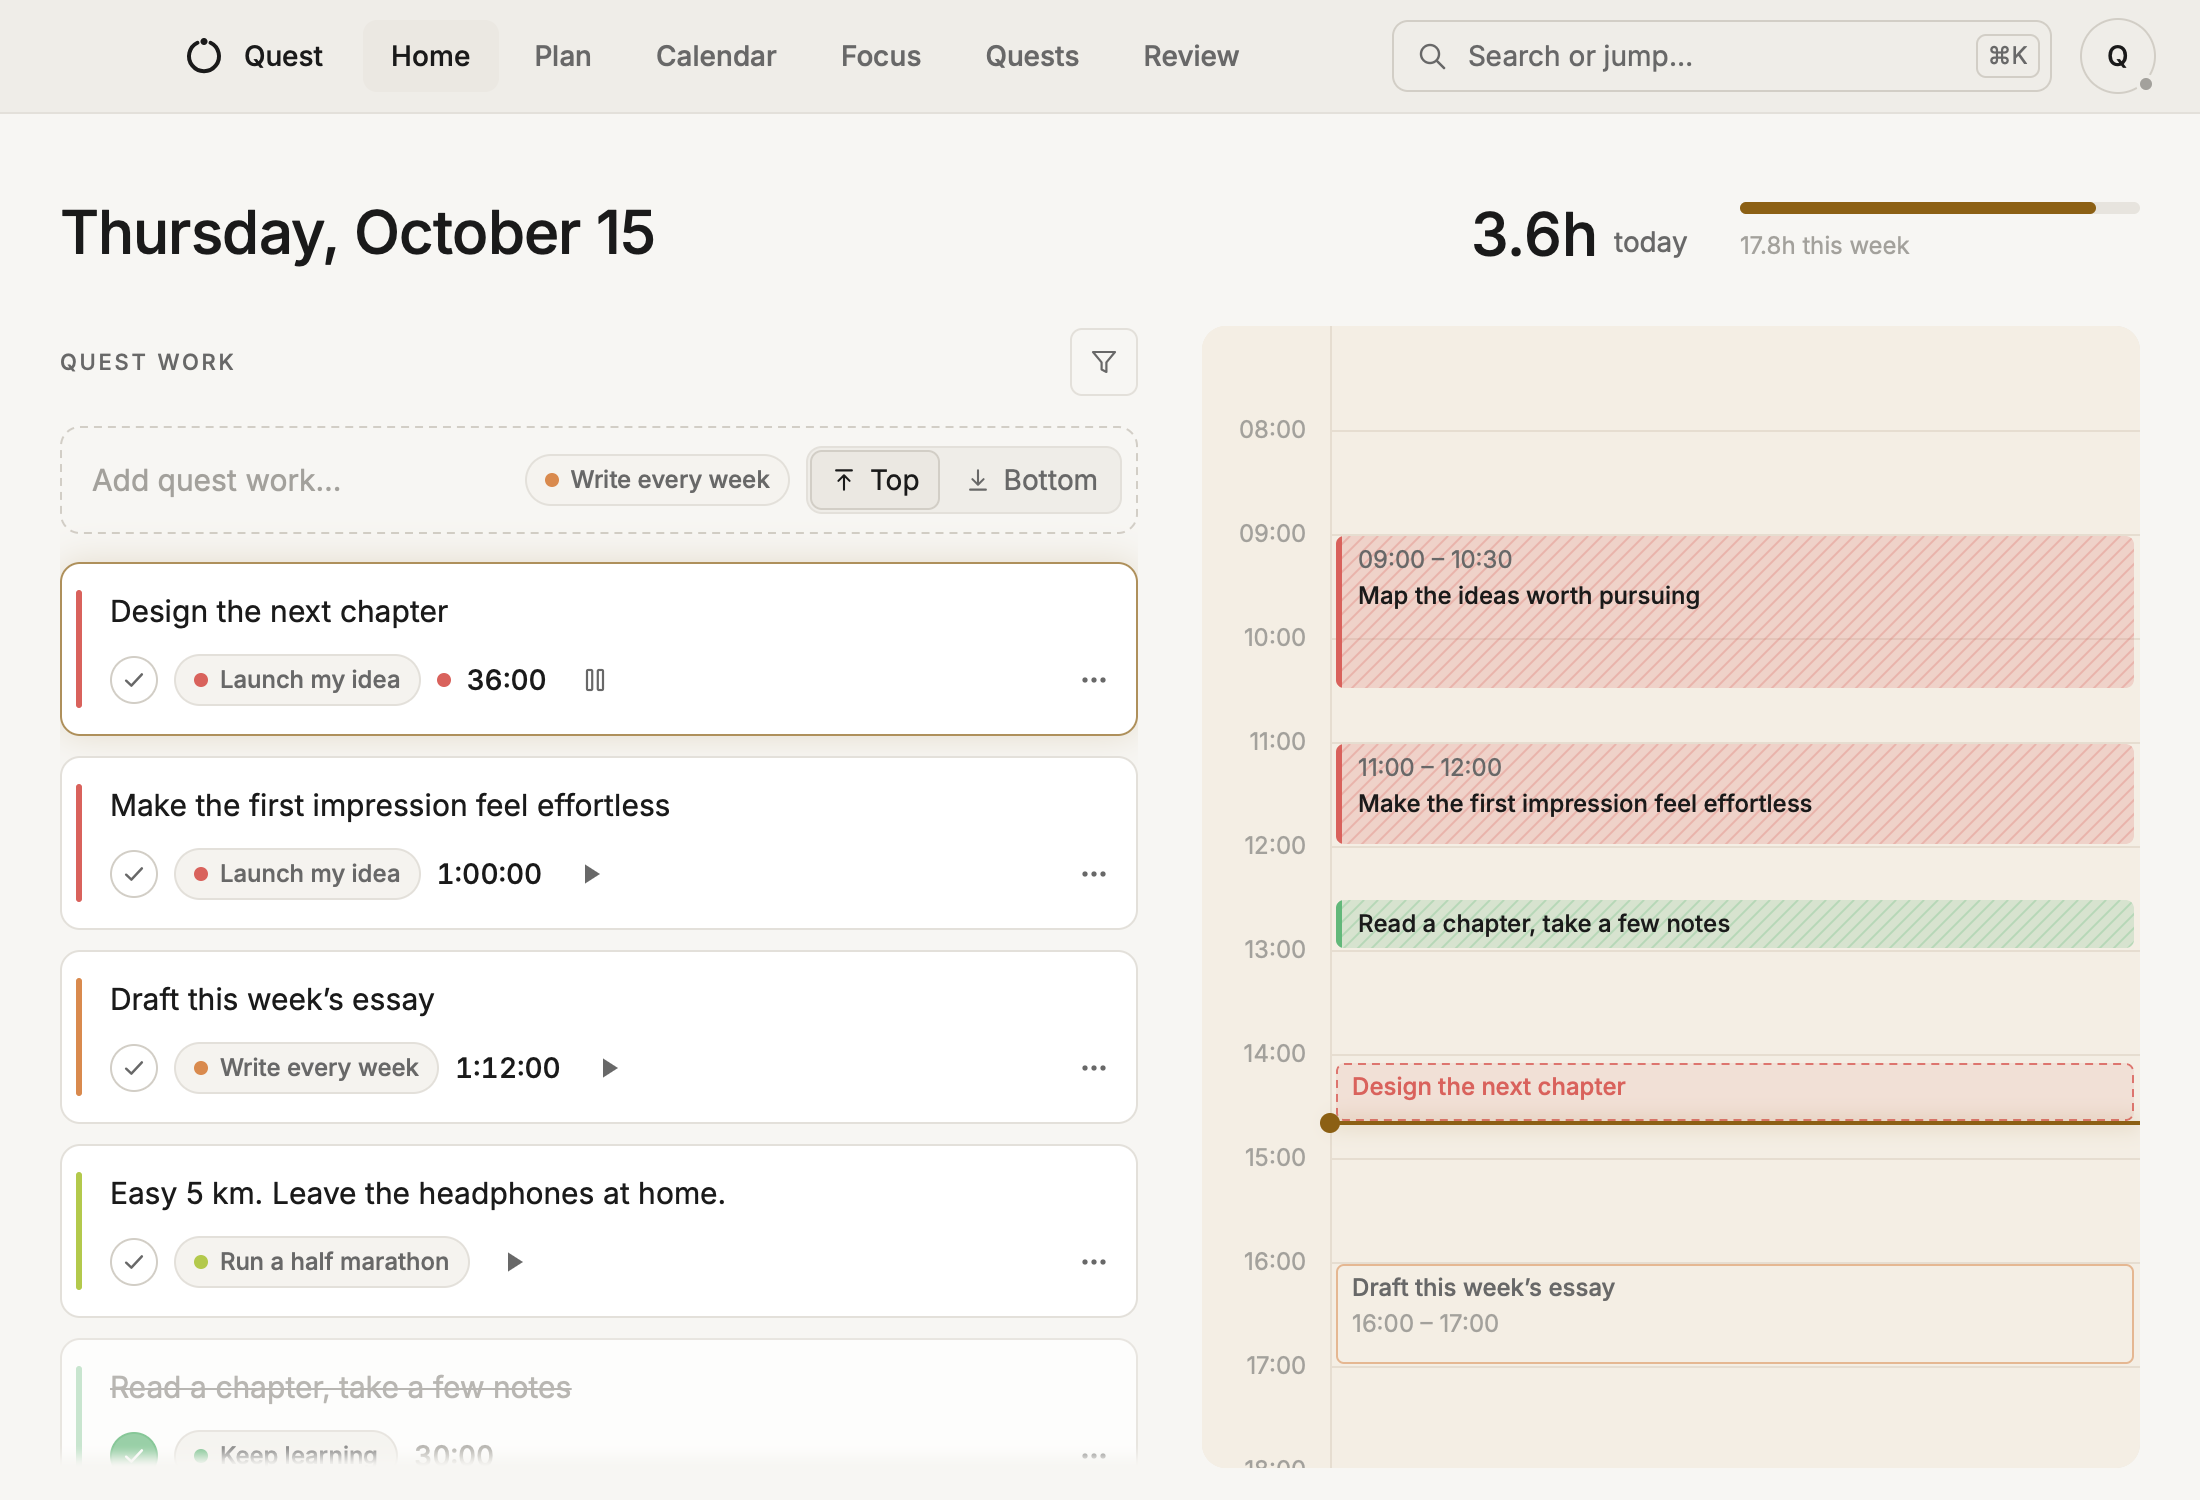 Quest
Home
Plan
Calendar
Focus
Quests
Review
Search or jump...
⌘K
Q
Thursday, October 15
3.6h today
17.8h this week
QUEST WORK
Add quest work...
Write every week
Top
Bottom
Design the next chapter
Launch my idea
36:00
Make the first impression feel effortless
Launch my idea
1:00:00
Draft this week’s essay
Write every week
1:12:00
Easy 5 km. Leave the headphones at home.
Run a half marathon
Read a chapter, take a few notes
Keep learning
30:00
08:00
09:00
09:00 – 10:30
Map the ideas worth pursuing
10:00
11:00
11:00 – 12:00
Make the first impression feel effortless
12:00
Read a chapter, take a few notes
13:00
14:00
Design the next chapter
15:00
16:00
Draft this week’s essay
16:00 – 17:00
17:00
18:00